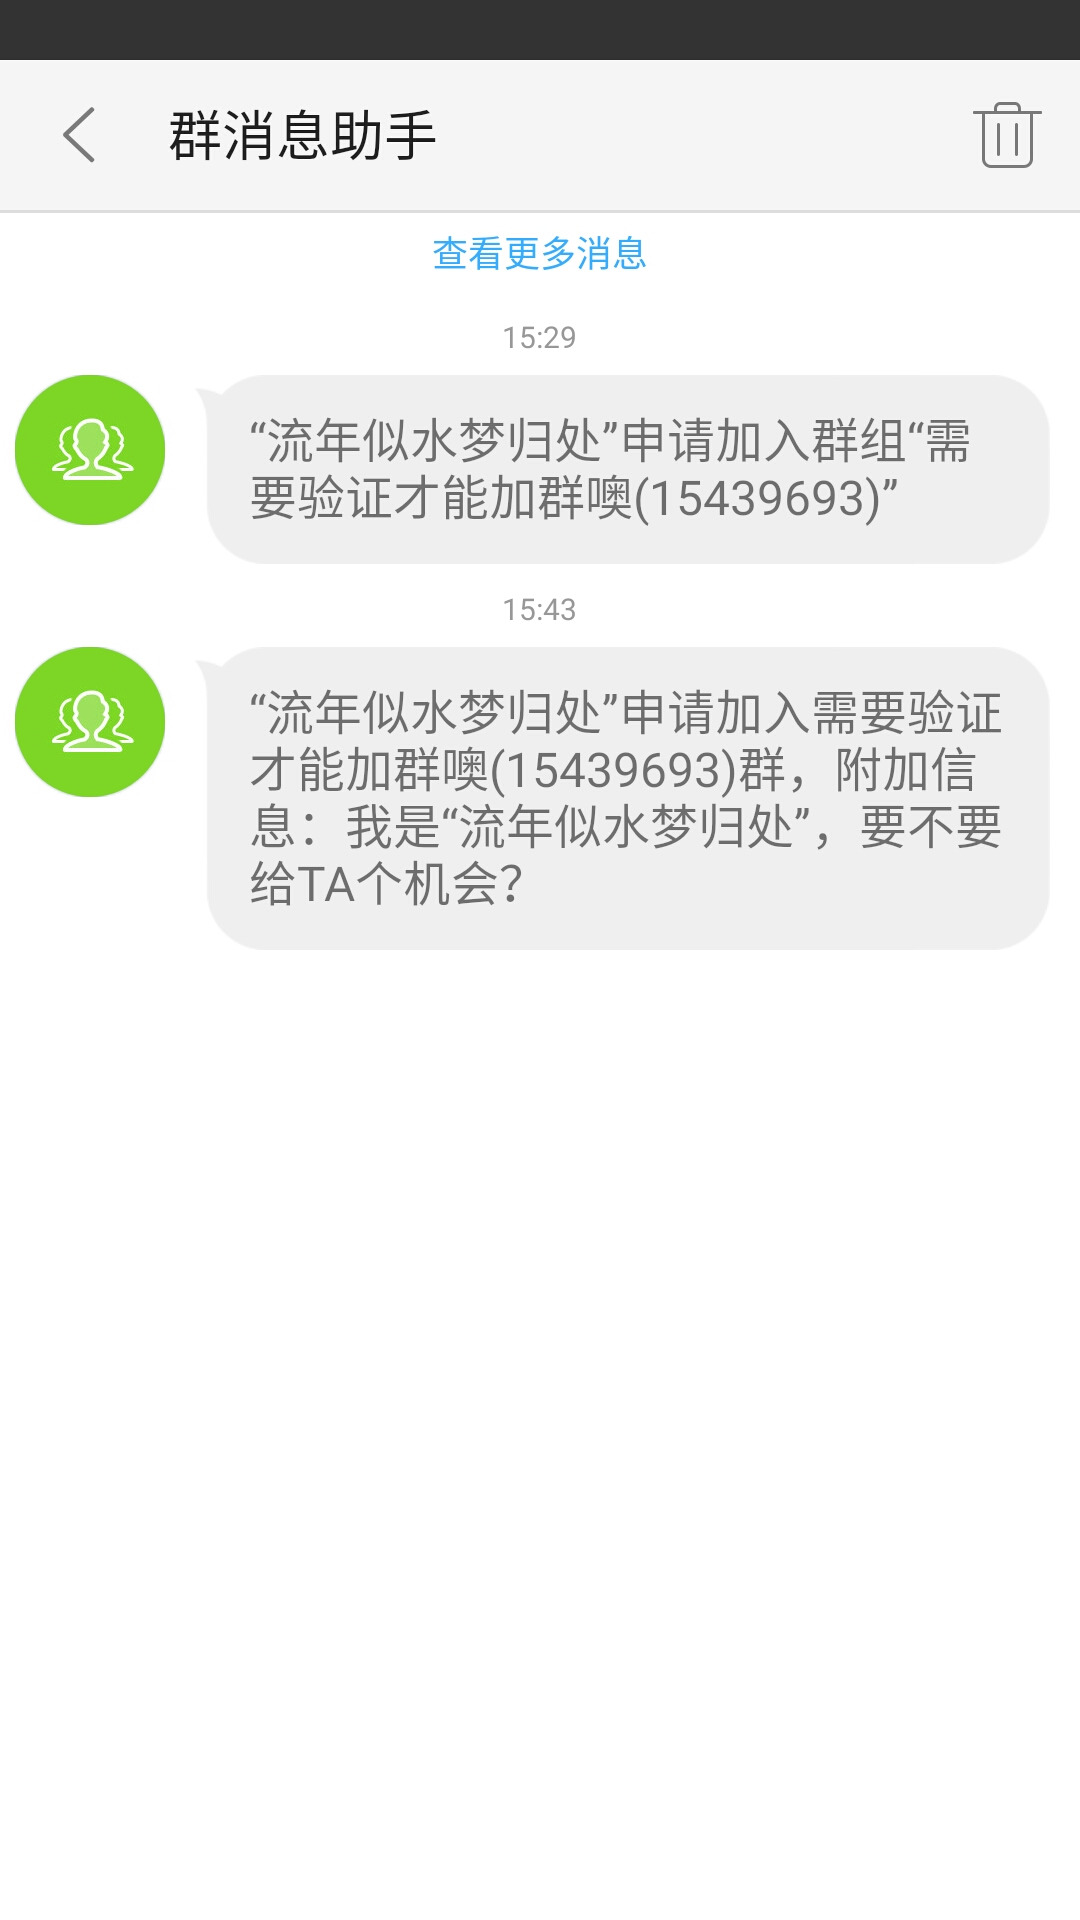 群消息助手
查看更多消息
15:29
“流年似水梦归处”申请加入群组“需
要验证才能加群噢(15439693)”
15:43
“流年似水梦归处”申请加入需要验证
才能加群噢(15439693)群，附加信
息：我是“流年似水梦归处”，要不要
给TA个机会？